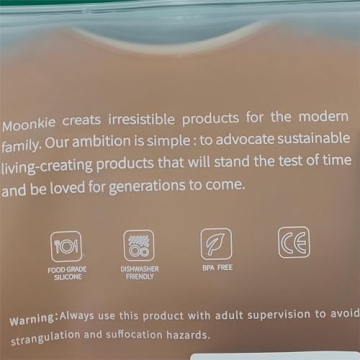 Moonkie creats irresistible products for the modern
family. Our ambition is simple : to advocate sustainable
living-creating products that will stand the test of time
and be loved for generations to come.
FOOD GRADE
SILICONE
DISHWASHER
FRIENDLY
BPA FREE
CE
Warning:Always use this product with adult supervision to avoid
strangulation and suffocation hazards.